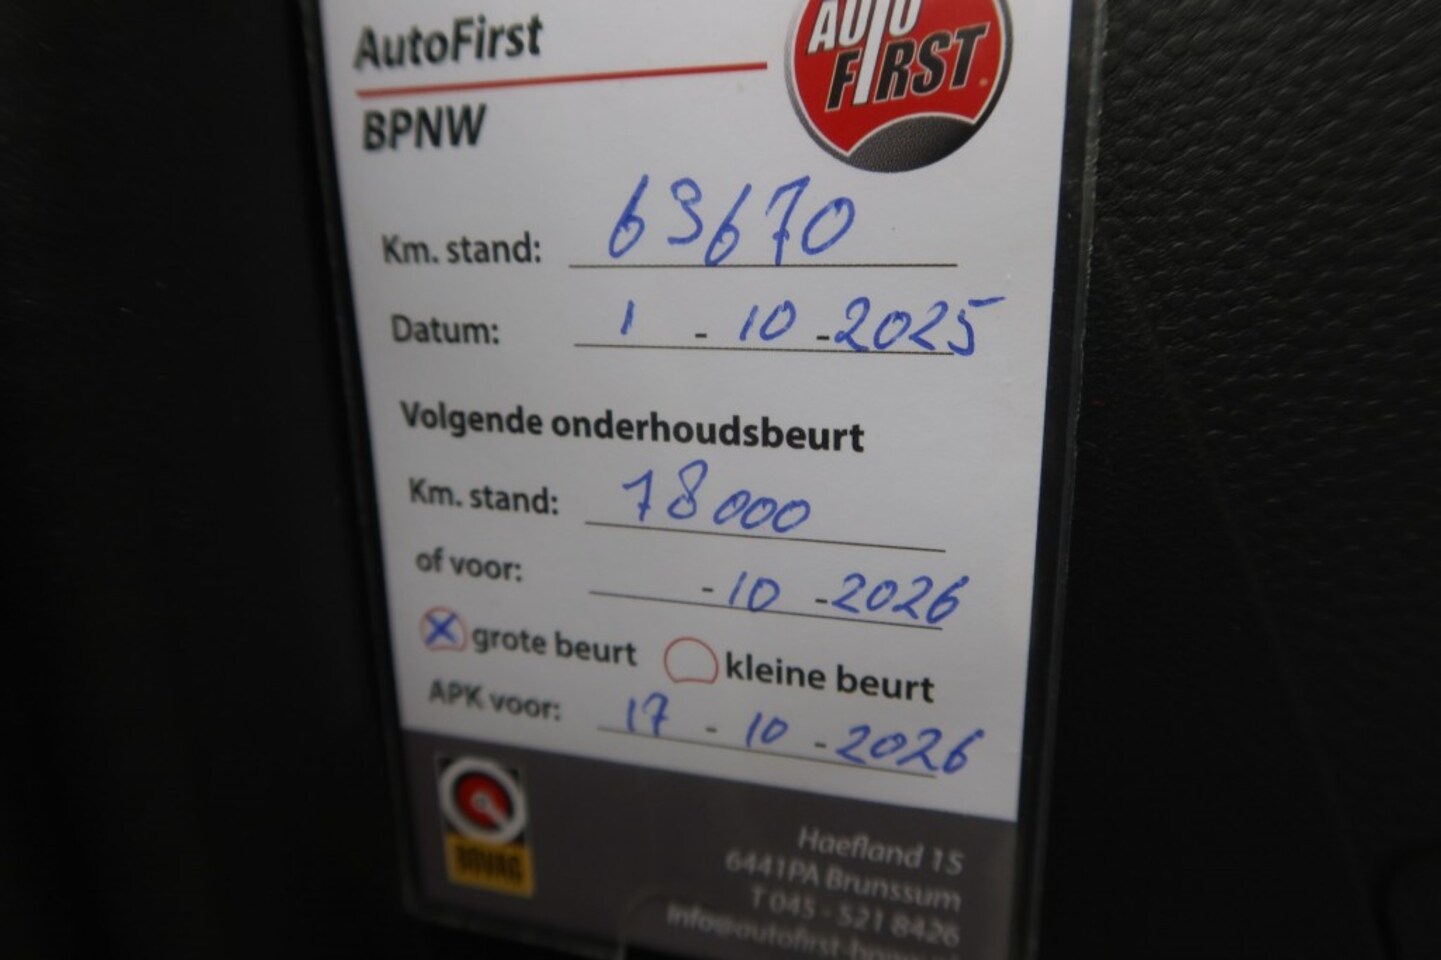 AutoFirst
AUTO
FIRST
BPNW
Km. stand: 63670
Datum: 1 - 10 - 2025
Volgende onderhoudsbeurt
Km. stand: 78000
of voor: - 10 - 2026
grote beurt kleine beurt
APK voor: 17 - 10 - 2026
BOVAG
Haefland 15
6441PA Brunssum
T 045 - 521 8426